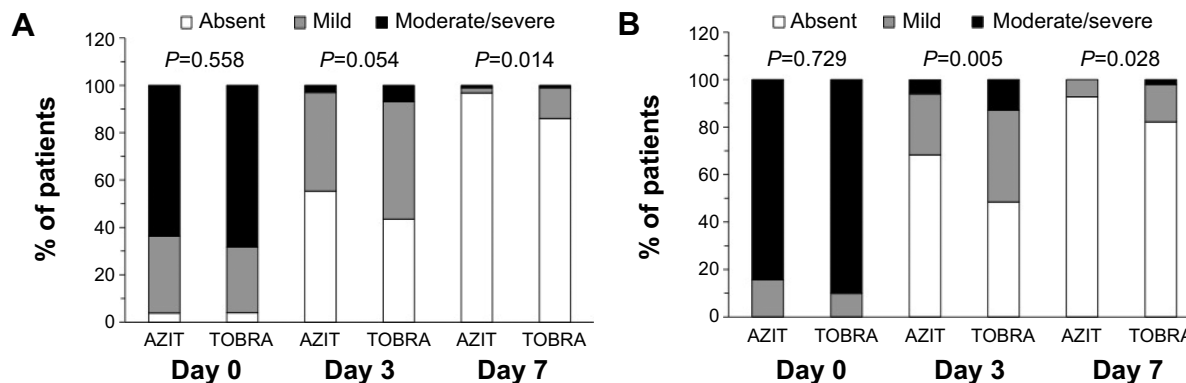 A
Absent Mild Moderate/severe
120
100
80
60
40
20
0
% of patients
P=0.558 P=0.054 P=0.014
AZIT TOBRA AZIT TOBRA AZIT TOBRA
Day 0 Day 3 Day 7
B
Absent Mild Moderate/severe
120
100
80
60
40
20
0
% of patients
P=0.729 P=0.005 P=0.028
AZIT TOBRA AZIT TOBRA AZIT TOBRA
Day 0 Day 3 Day 7